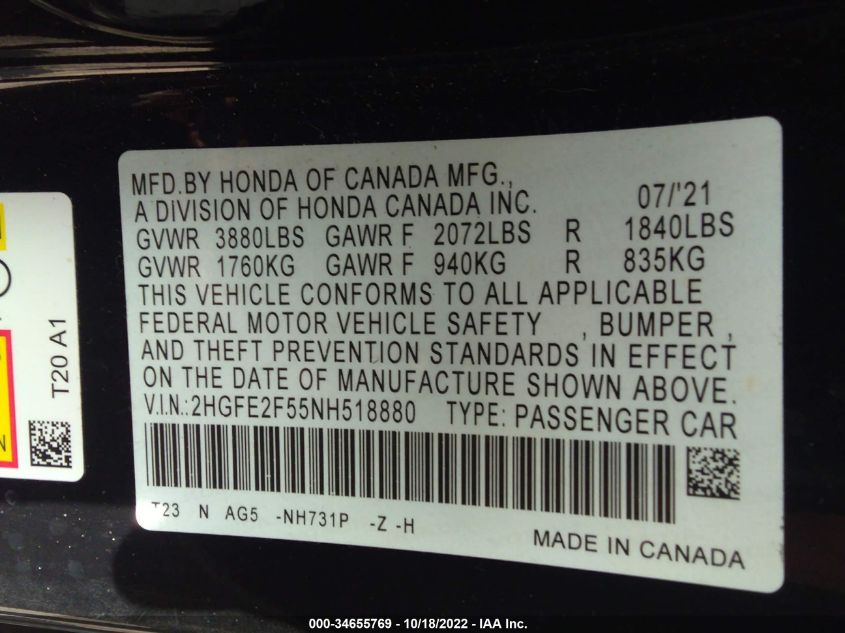 MFD.BY HONDA OF CANADA MFG.,
A DIVISION OF HONDA CANADA INC. 07/'21
GVWR 3880LBS GAWR F 2072LBS R 1840LBS
GVWR 1760KG GAWR F 940KG R 835KG
THIS VEHICLE CONFORMS TO ALL APPLICABLE
FEDERAL MOTOR VEHICLE SAFETY , BUMPER ,
AND THEFT PREVENTION STANDARDS IN EFFECT
ON THE DATE OF MANUFACTURE SHOWN ABOVE.
V.I.N.:2HGFE2F55NH518880 TYPE: PASSENGER CAR
T23 N AG5 -NH731P -Z -H
MADE IN CANADA
T20 A1
000-34655769 - 10/18/2022 - IAA Inc.